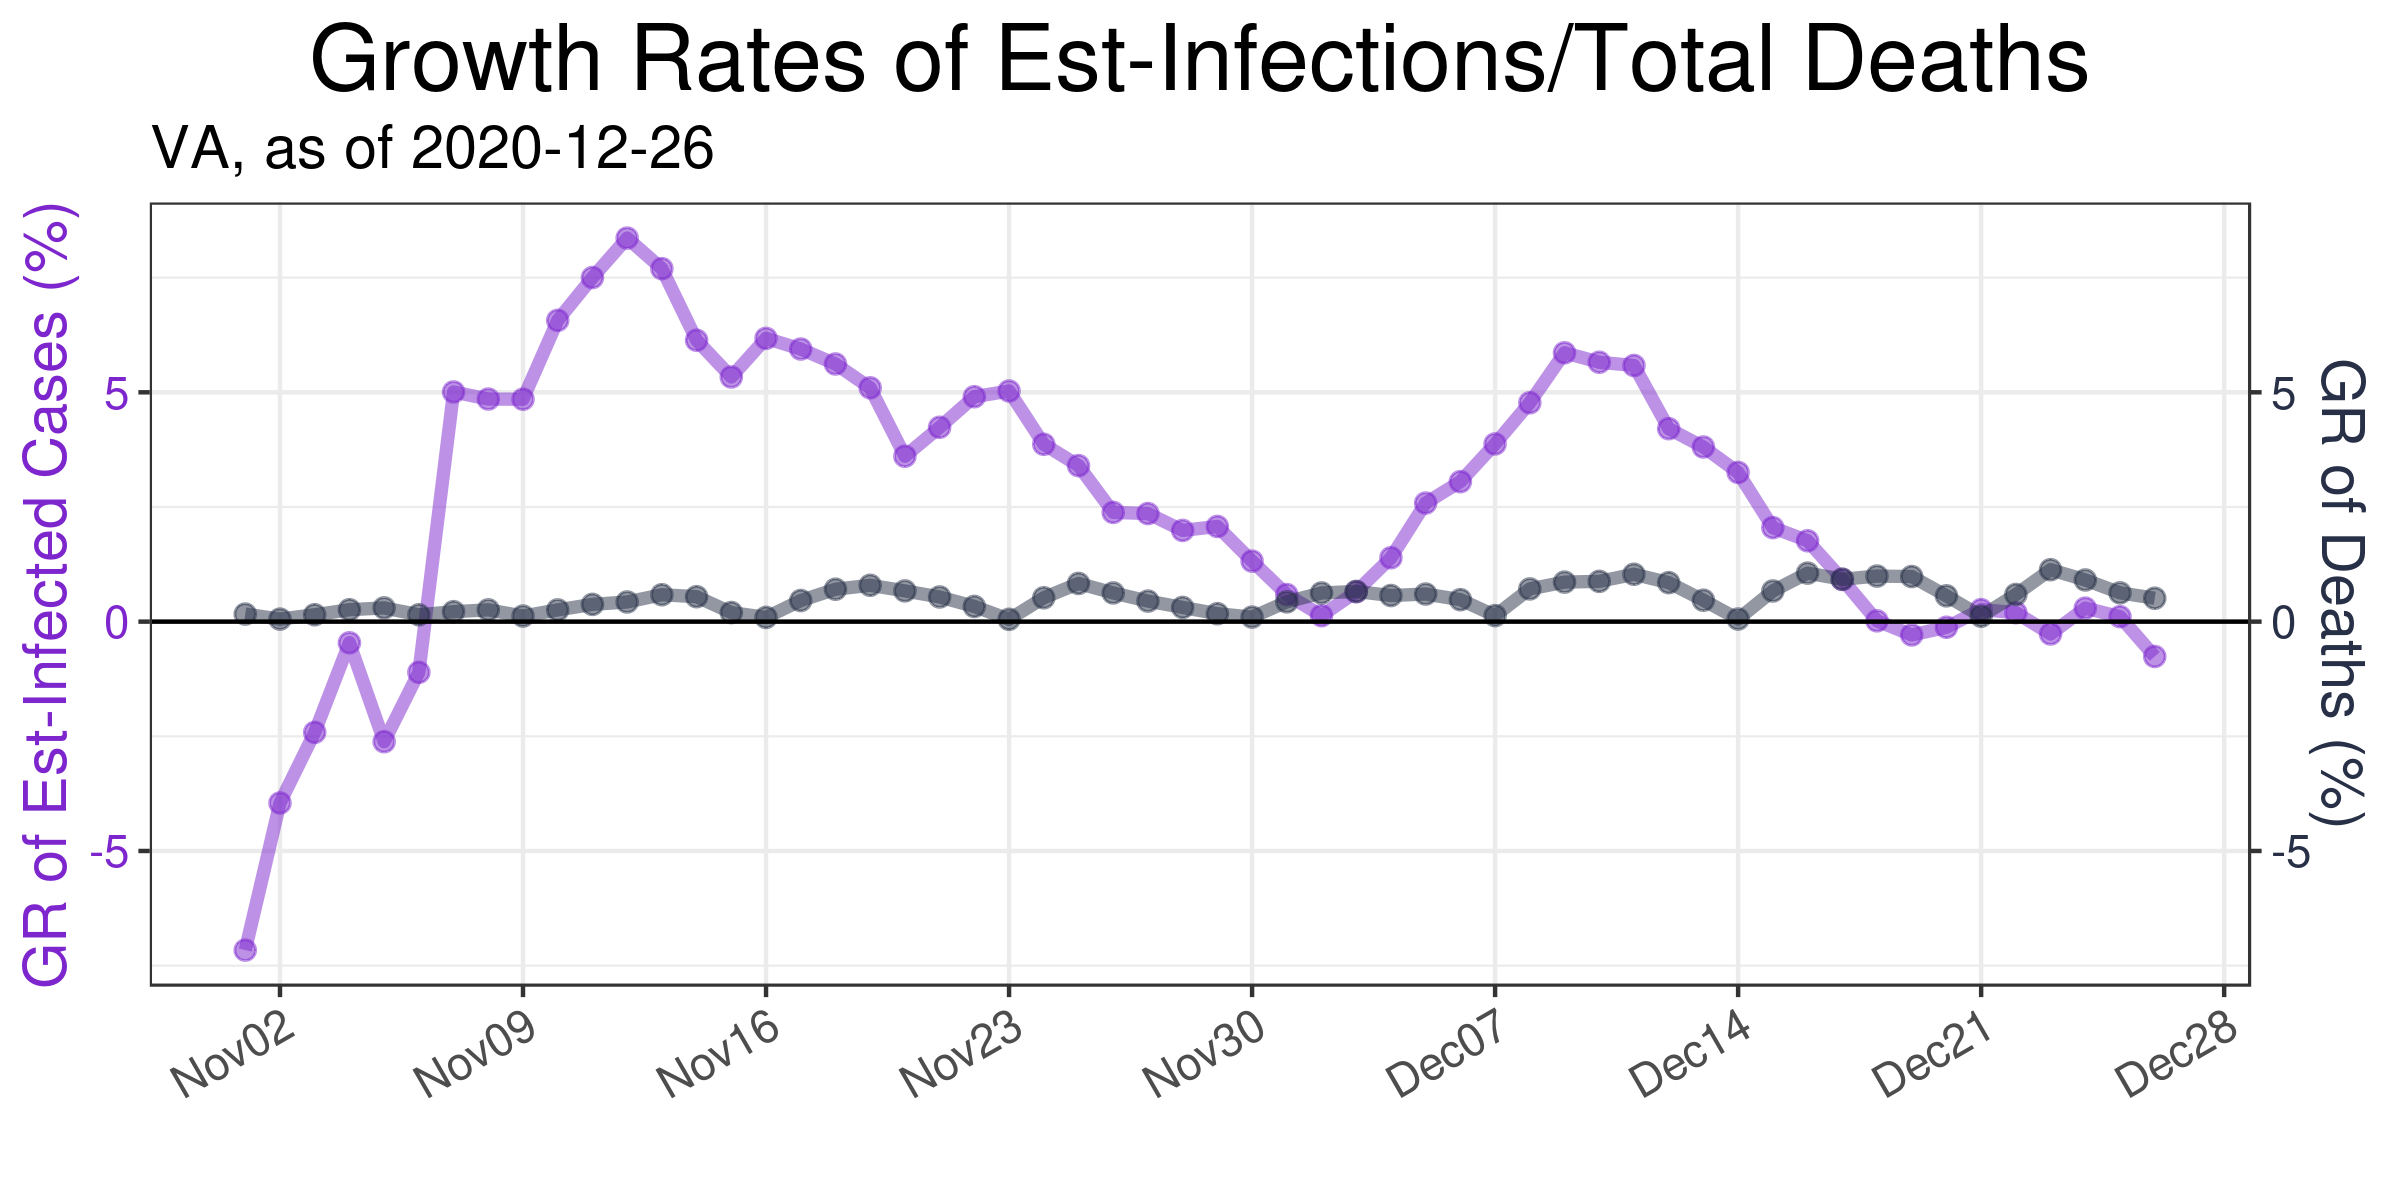 Growth Rates of Est-Infections/Total Deaths
VA, as of 2020-12-26
GR of Est-Infected Cases (%)
5
0
-5
5
0
-5
GR of Deaths (%)
Nov02
Nov09
Nov16
Nov23
Nov30
Dec07
Dec14
Dec21
Dec28